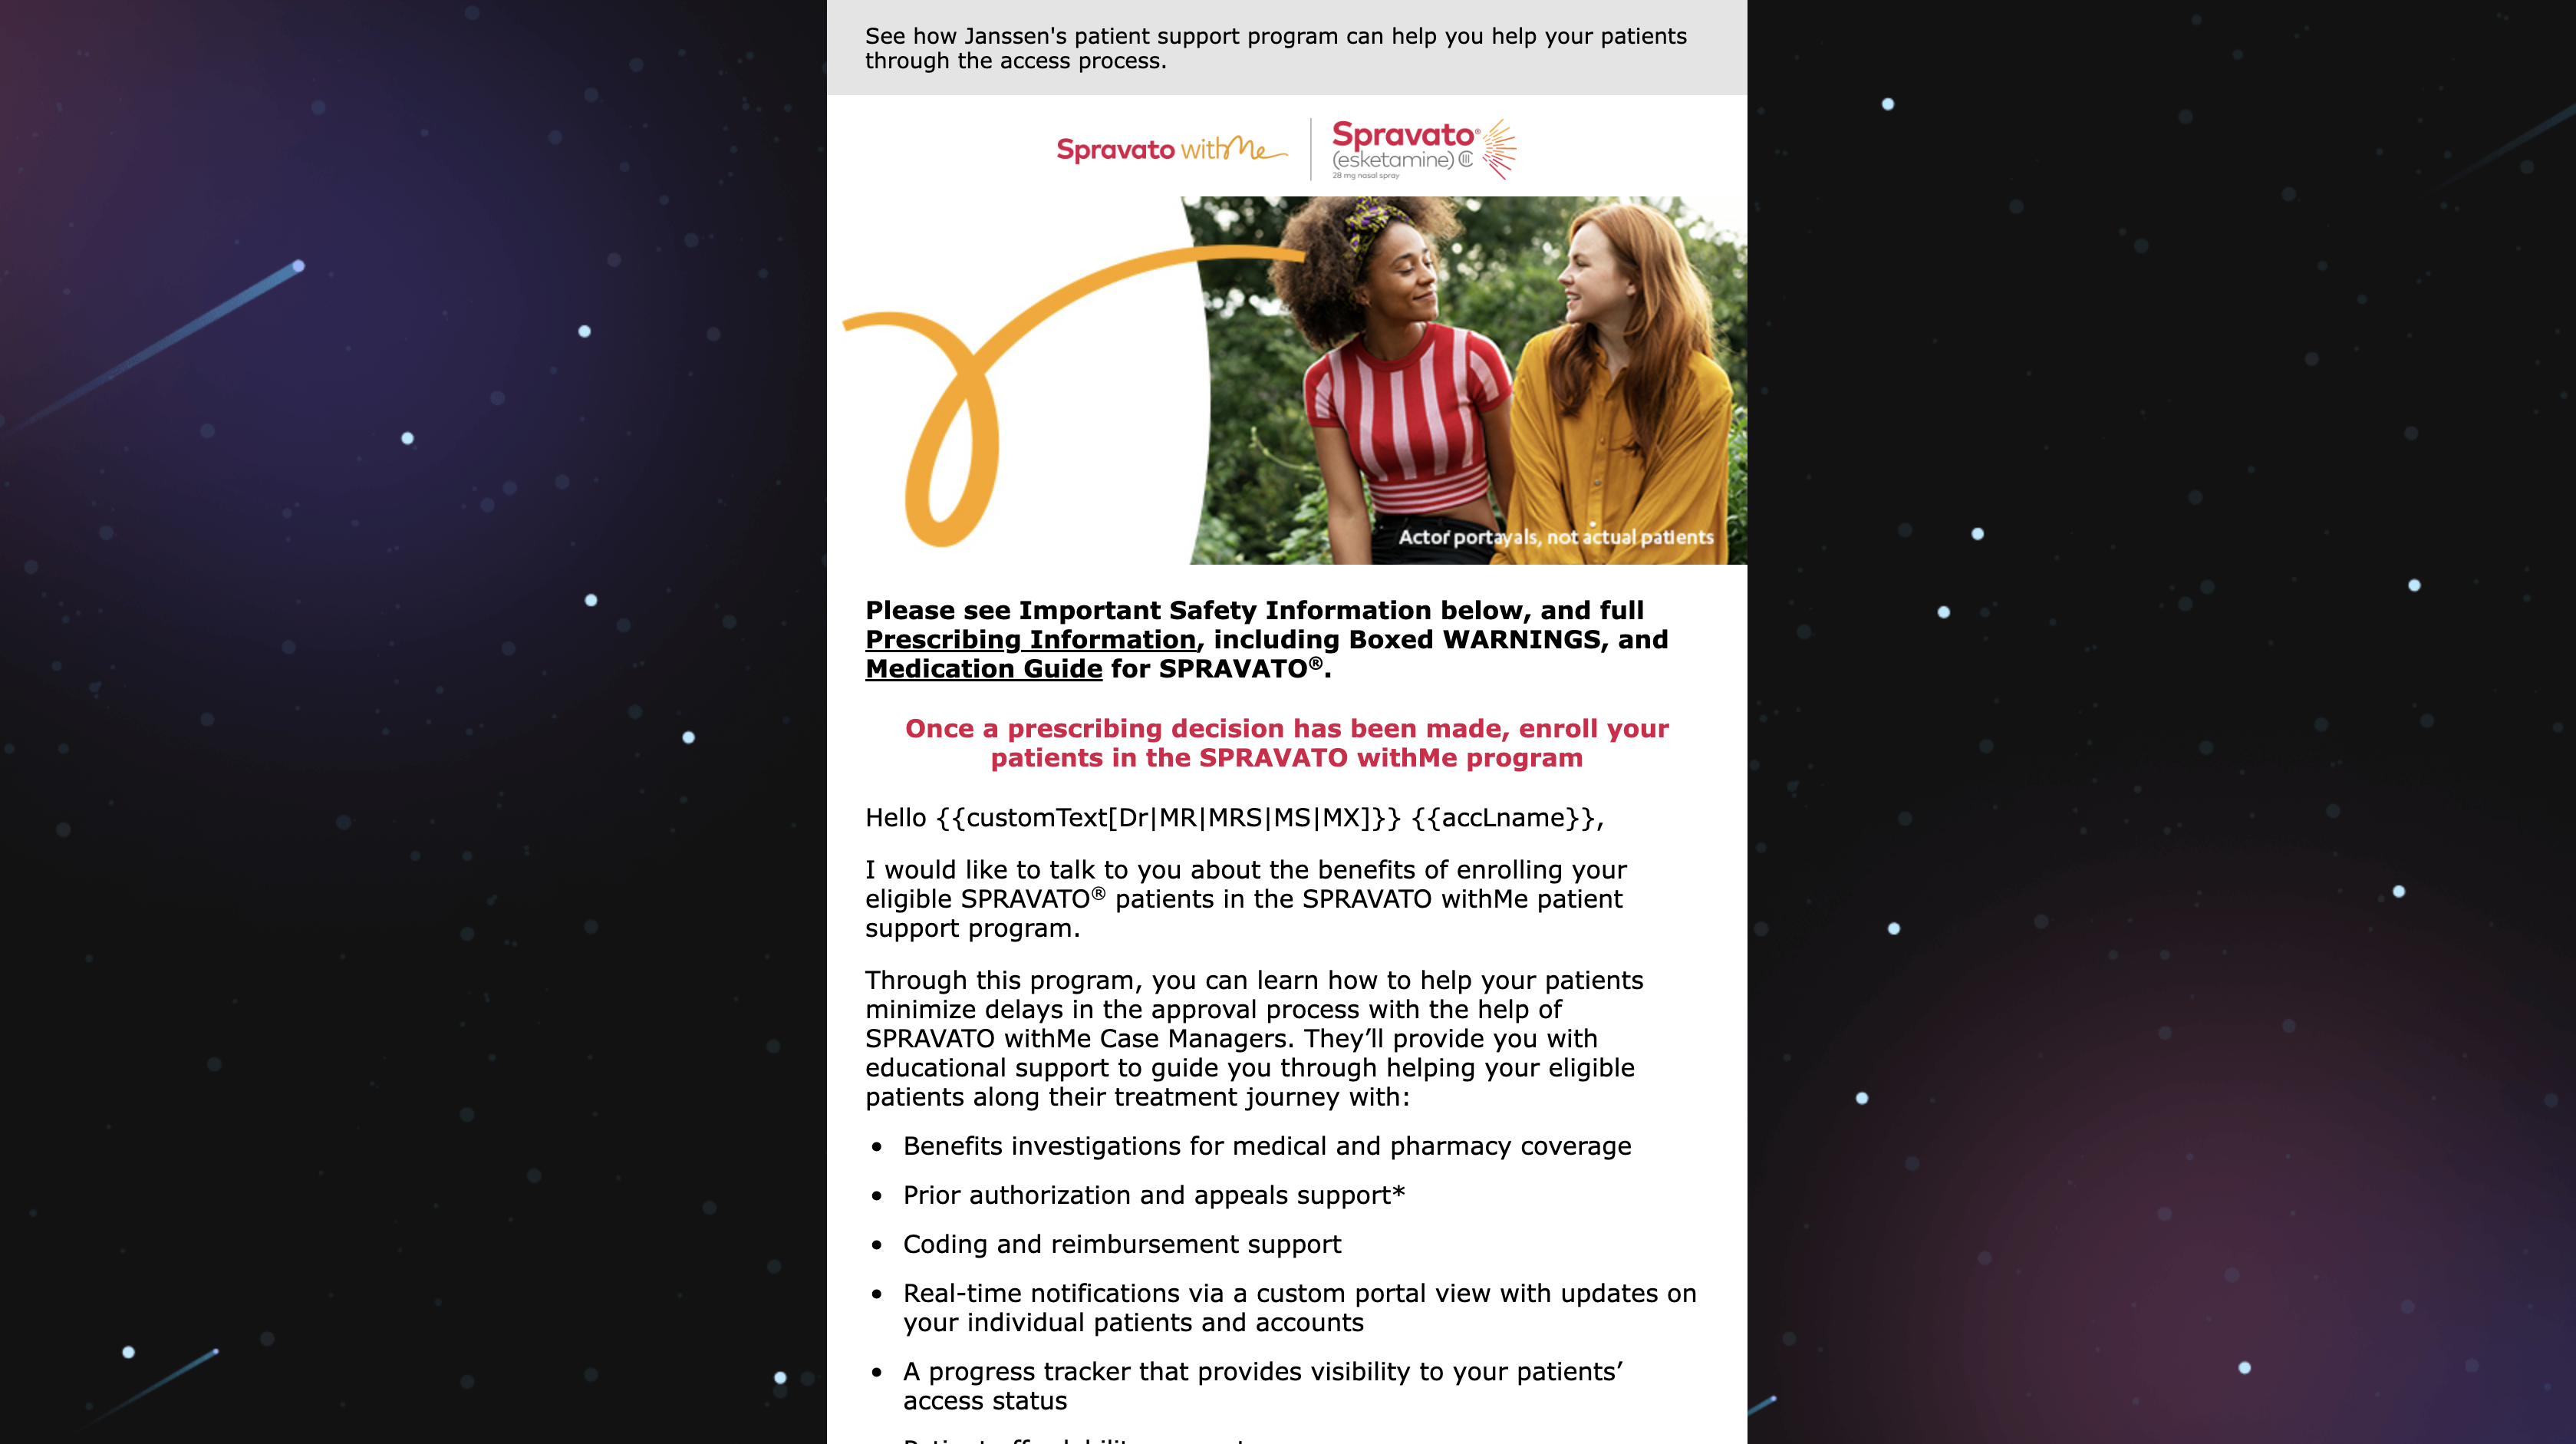 See how Janssen's patient support program can help you help your patients
through the access process.
Spravato withMe
Spravato®
(esketamine) CIII
28 mg nasal spray
Actor portayals, not actual patients
Please see Important Safety Information below, and full
Prescribing Information, including Boxed WARNINGS, and
Medication Guide for SPRAVATO®.
Once a prescribing decision has been made, enroll your
patients in the SPRAVATO withMe program
Hello {{customText[Dr|MR|MRS|MS|MX]}} {{accLname}},
I would like to talk to you about the benefits of enrolling your
eligible SPRAVATO® patients in the SPRAVATO withMe patient
support program.
Through this program, you can learn how to help your patients
minimize delays in the approval process with the help of
SPRAVATO withMe Case Managers. They’ll provide you with
educational support to guide you through helping your eligible
patients along their treatment journey with:
• Benefits investigations for medical and pharmacy coverage
• Prior authorization and appeals support*
• Coding and reimbursement support
• Real-time notifications via a custom portal view with updates on
your individual patients and accounts
• A progress tracker that provides visibility to your patients’
access status